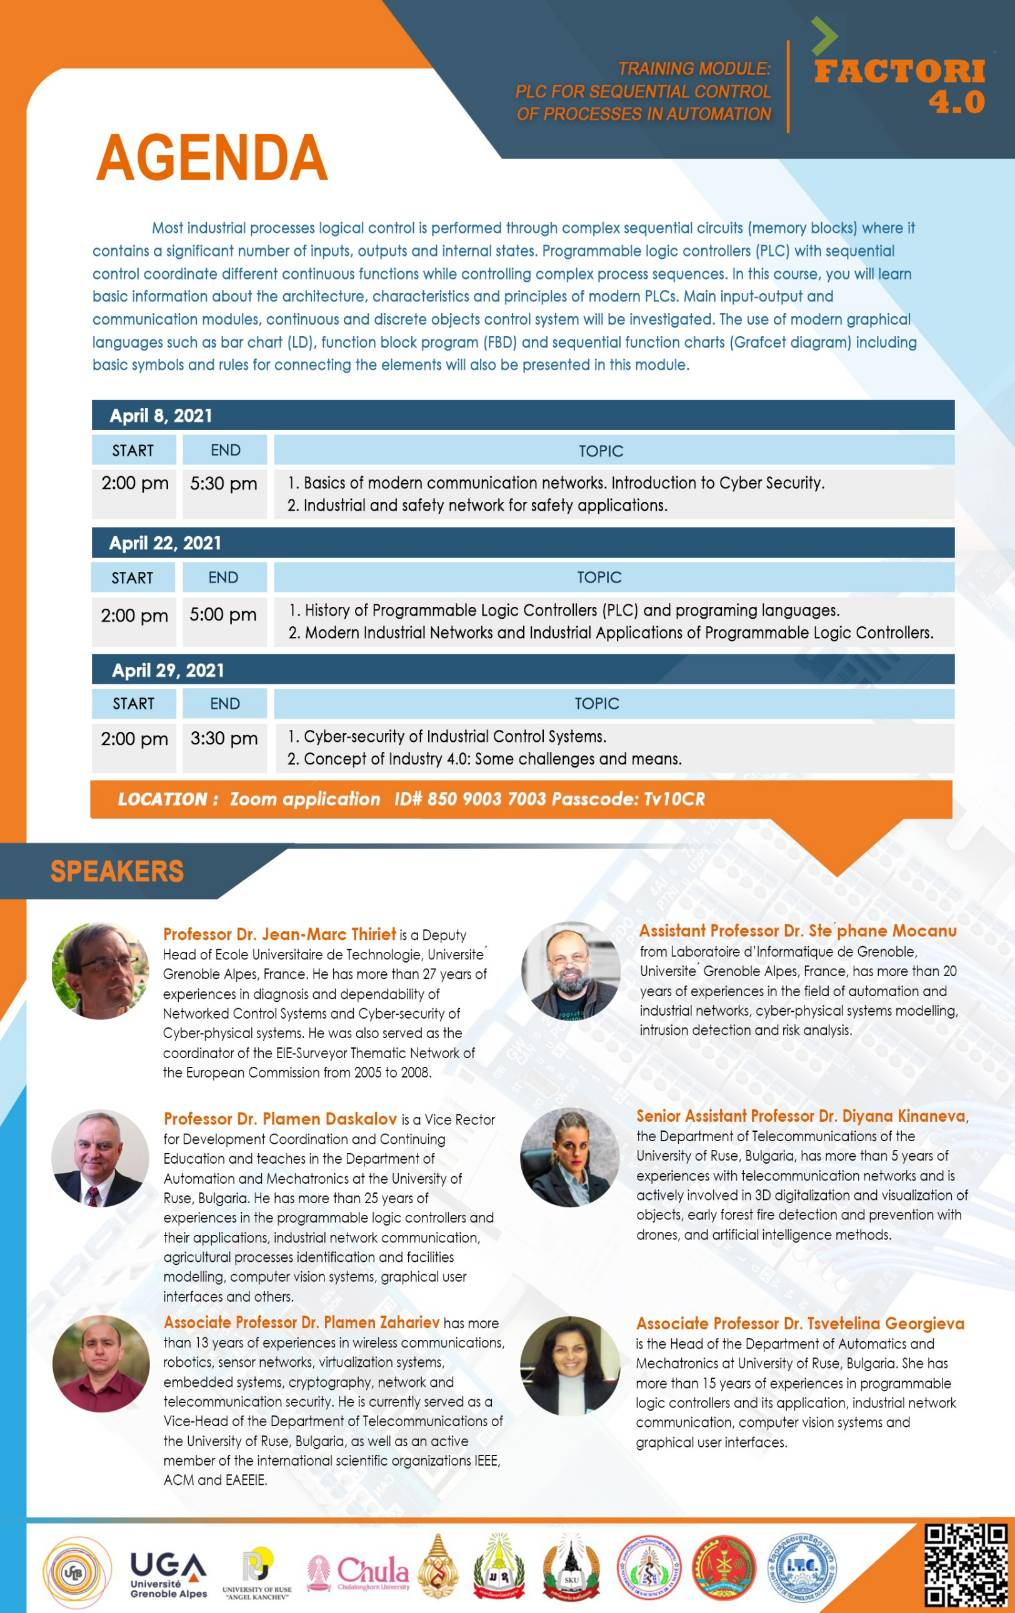 TRAINING MODULE:
PLC FOR SEQUENTIAL CONTROL
OF PROCESSES IN AUTOMATION
FACTORI
4.0
AGENDA
Most industrial processes logical control is performed through complex sequential circuits (memory blocks) where it
contains a significant number of inputs, outputs and internal states. Programmable logic controllers (PLC) with sequential
control coordinate different continuous functions while controlling complex process sequences. In this course, you will learn
basic information about the architecture, characteristics and principles of modern PLCs. Main input-output and
communication modules, continuous and discrete objects control system will be investigated. The use of modern graphical
languages such as bar chart (LD), function block program (FBD) and sequential function charts (Grafcet diagram) including
basic symbols and rules for connecting the elements will also be presented in this module.
April 8, 2021
START END TOPIC
2:00 pm 5:30 pm 1. Basics of modern communication networks. Introduction to Cyber Security.
2. Industrial and safety network for safety applications.
April 22, 2021
START END TOPIC
2:00 pm 5:00 pm 1. History of Programmable Logic Controllers (PLC) and programing languages.
2. Modern Industrial Networks and Industrial Applications of Programmable Logic Controllers.
April 29, 2021
START END TOPIC
2:00 pm 3:30 pm 1. Cyber-security of Industrial Control Systems.
2. Concept of Industry 4.0: Some challenges and means.
LOCATION : Zoom application ID# 850 9003 7003 Passcode: Tv10CR
SPEAKERS
Professor Dr. Jean-Marc Thiriet is a Deputy
Head of Ecole Universitaire de Technologie, Universite´
Grenoble Alpes, France. He has more than 27 years of
experiences in diagnosis and dependability of
Networked Control Systems and Cyber-security of
Cyber-physical systems. He was also served as the
coordinator of the EIE-Surveyor Thematic Network of
the European Commission from 2005 to 2008.
Assistant Professor Dr. Ste´phane Mocanu
from Laboratoire d'Informatique de Grenoble,
Universite´ Grenoble Alpes, France, has more than 20
years of experiences in the field of automation and
industrial networks, cyber-physical systems modelling,
intrusion detection and risk analysis.
Professor Dr. Plamen Daskalov is a Vice Rector
for Development Coordination and Continuing
Education and teaches in the Department of
Automation and Mechatronics at the University of
Ruse, Bulgaria. He has more than 25 years of
experiences in the programmable logic controllers and
their applications, industrial network communication,
agricultural processes identification and facilities
modelling, computer vision systems, graphical user
interfaces and others.
Senior Assistant Professor Dr. Diyana Kinaneva,
the Department of Telecommunications of the
University of Ruse, Bulgaria, has more than 5 years of
experiences with telecommunication networks and is
actively involved in 3D digitalization and visualization of
objects, early forest fire detection and prevention with
drones, and artificial intelligence methods.
Associate Professor Dr. Plamen Zahariev has more
than 13 years of experiences in wireless communications,
robotics, sensor networks, virtualization systems,
embedded systems, cryptography, network and
telecommunication security. He is currently served as a
Vice-Head of the Department of Telecommunications of
the University of Ruse, Bulgaria, as well as an active
member of the international scientific organizations IEEE,
ACM and EAEEIE.
Associate Professor Dr. Tsvetelina Georgieva
is the Head of the Department of Automatics and
Mechatronics at University of Ruse, Bulgaria. She has
more than 15 years of experiences in programmable
logic controllers and its application, industrial network
communication, computer vision systems and
graphical user interfaces.
UGA
Université
Grenoble Alpes
UNIVERSITY OF RUSE
"ANGEL KANCHEV"
Chula
Chulalongkorn University
SKU
I.T.C.